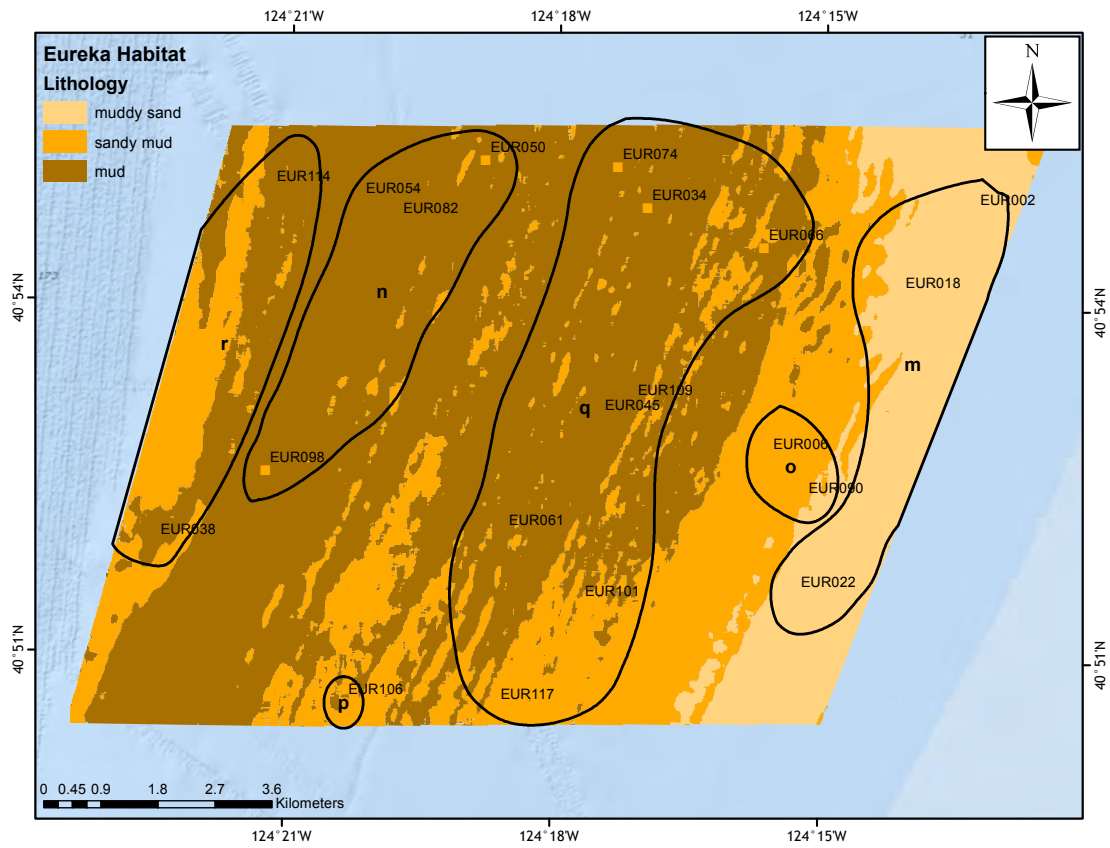 124°21'W 124°18'W 124°15'W
Eureka Habitat
Lithology
muddy sand
sandy mud
mud
N
31
EUR050
EUR074
EUR114
EUR054
EUR034
EUR002
EUR082
EUR066
173
40°54'N
n
EUR018
40°54'N
r
m
EUR109
EUR045
q
EUR006
EUR098
o
EUR090
EUR061
EUR038
EUR022
EUR101
40°51'N
40°51'N
EUR106
EUR117
p
0 0.45 0.9 1.8 2.7 3.6
Kilometers
124°21'W 124°18'W 124°15'W